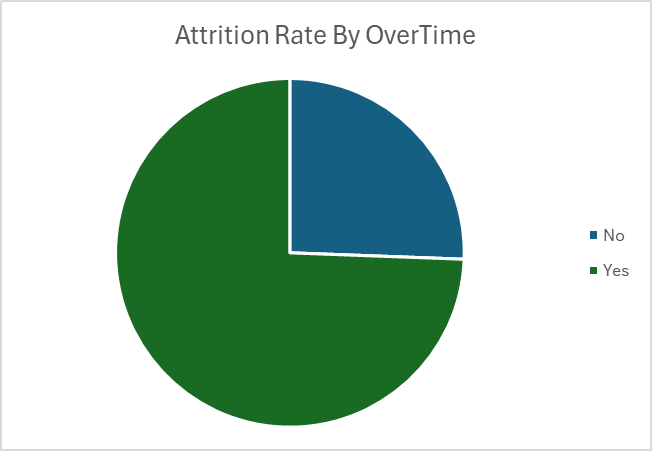 Attrition Rate By OverTime
No
Yes